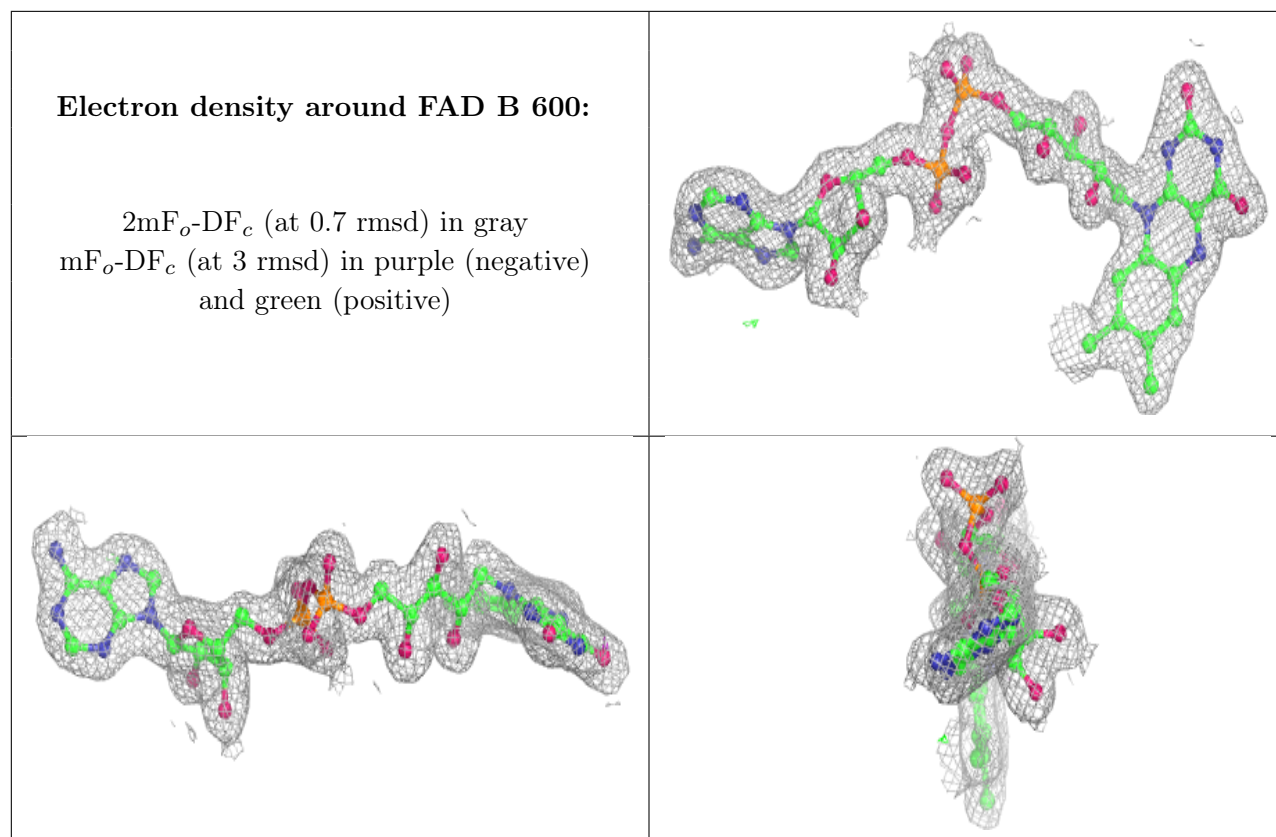 Electron density around FAD B 600:
2mFₒ-DF𝒸 (at 0.7 rmsd) in gray
mFₒ-DF𝒸 (at 3 rmsd) in purple (negative)
and green (positive)